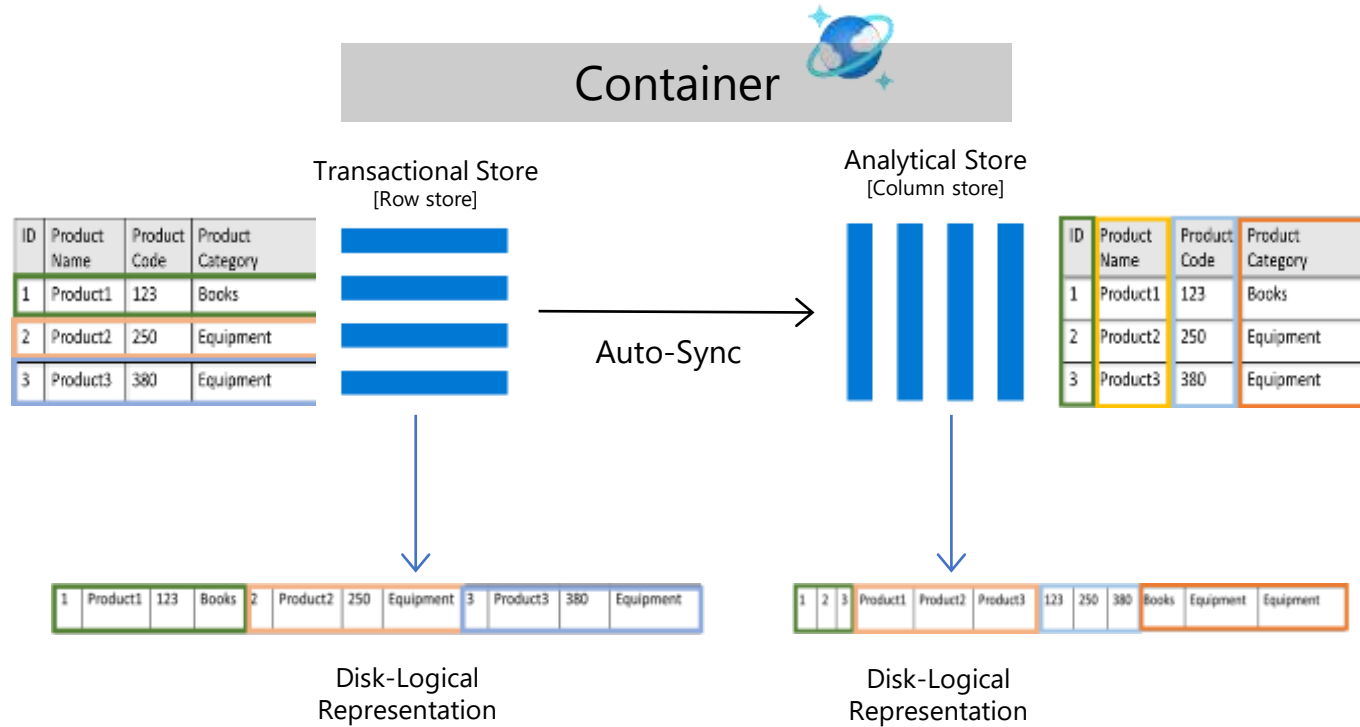 Container
Transactional Store
[Row store]
Analytical Store
[Column store]
ID Product Name Product Code Product Category
1 Product1 123 Books
2 Product2 250 Equipment
3 Product3 380 Equipment
Auto-Sync
ID Product Name Product Code Product Category
1 Product1 123 Books
2 Product2 250 Equipment
3 Product3 380 Equipment
1 Product1 123 Books 2 Product2 250 Equipment 3 Product3 380 Equipment
1 2 3 Product1 Product2 Product3 123 250 380 Books Equipment Equipment
Disk-Logical
Representation
Disk-Logical
Representation